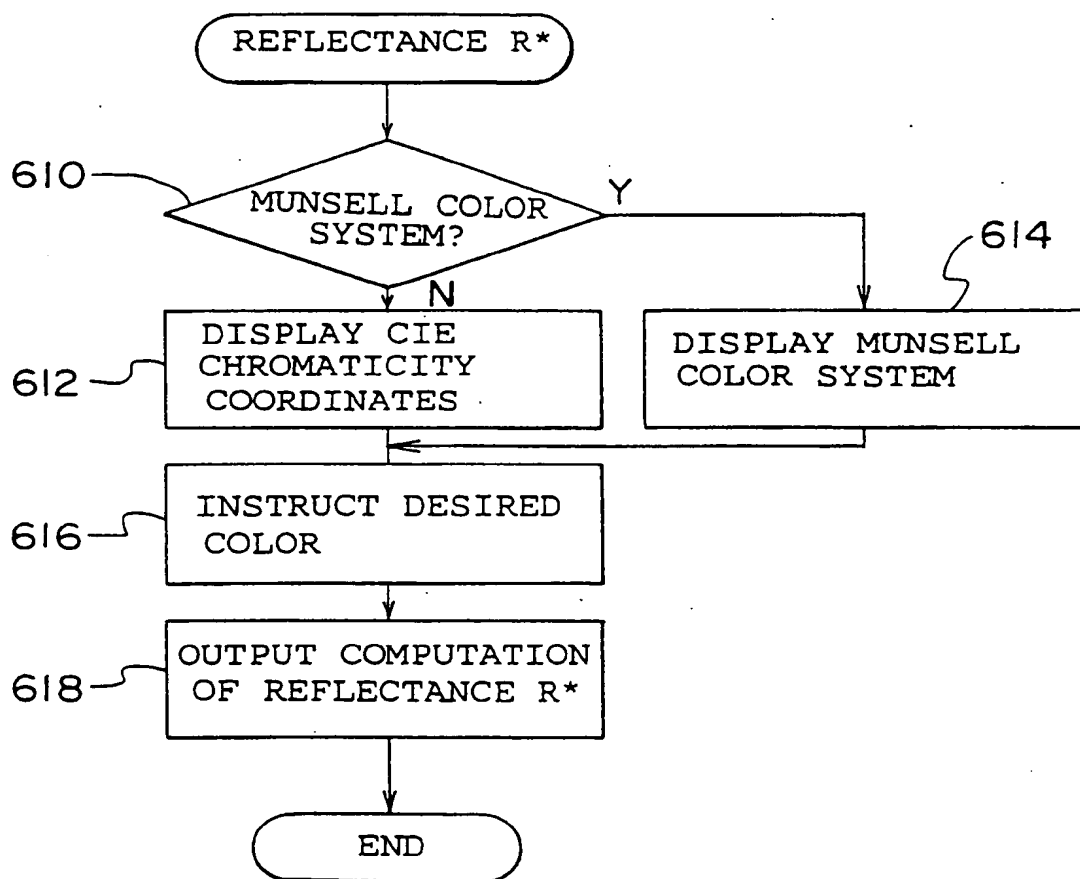 REFLECTANCE R*
610
MUNSELL COLOR
SYSTEM?
Y
N
614
612
DISPLAY CIE
CHROMATICITY
COORDINATES
DISPLAY MUNSELL
COLOR SYSTEM
616
INSTRUCT DESIRED
COLOR
618
OUTPUT COMPUTATION
OF REFLECTANCE R*
END